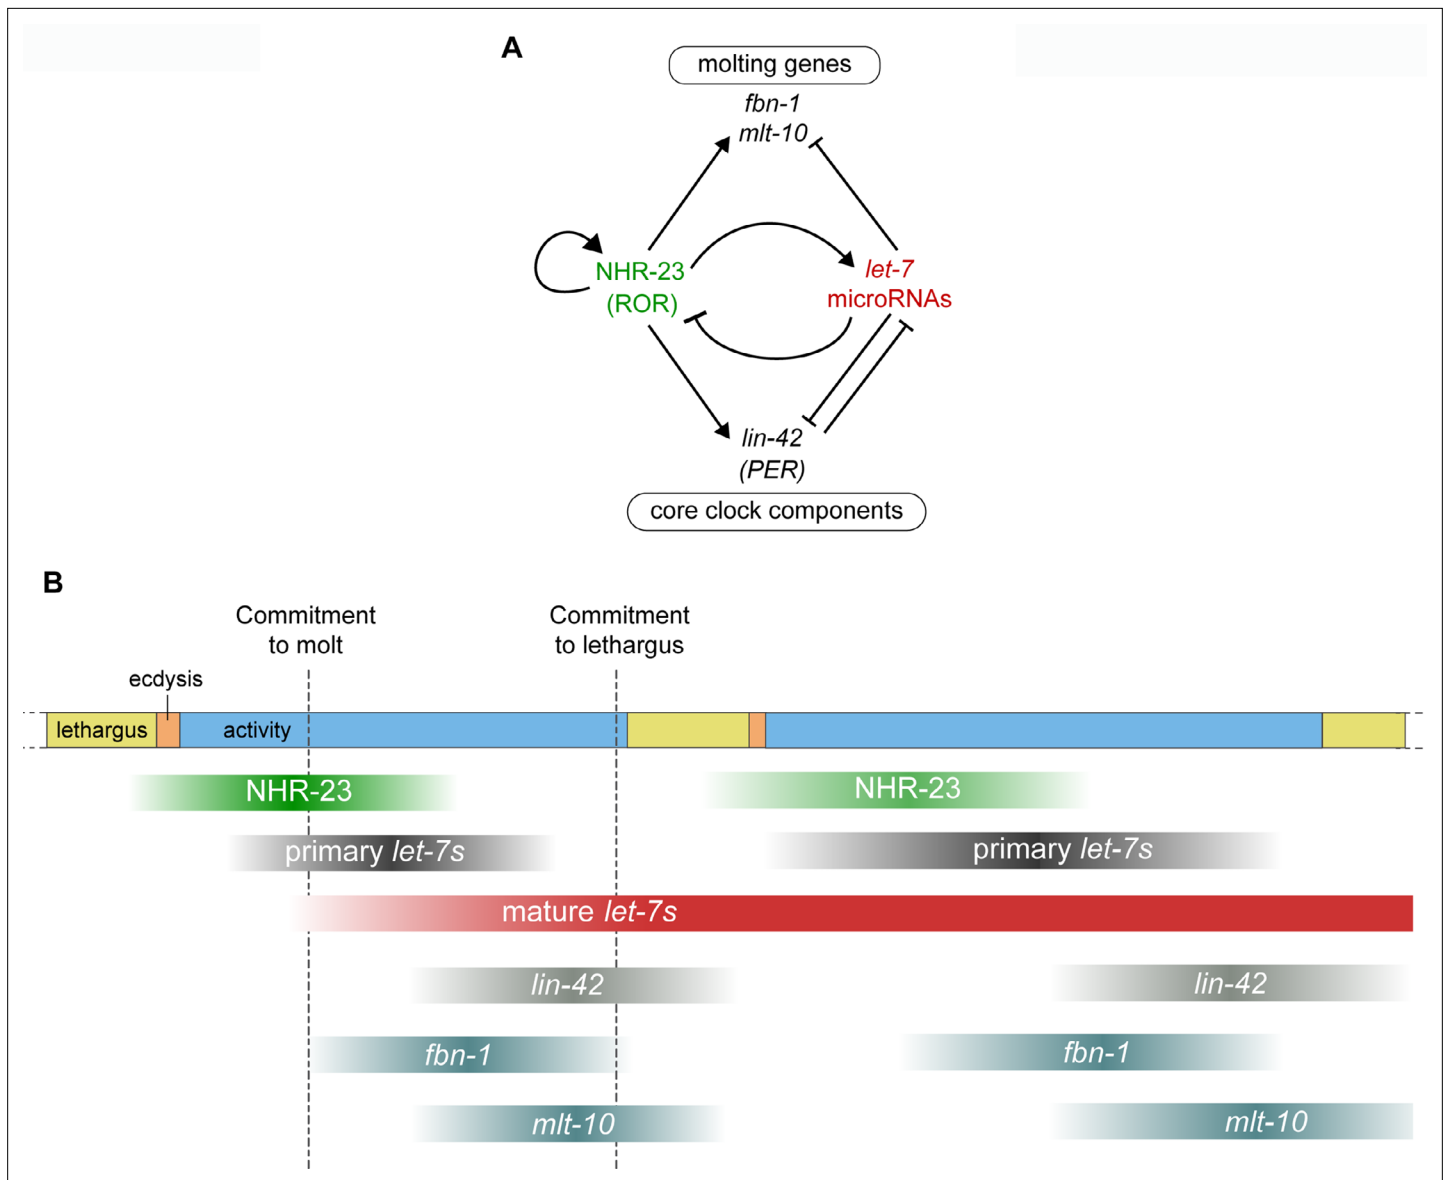 A
molting genes
fbn-1
mlt-10
NHR-23
(ROR)
let-7
microRNAs
lin-42
(PER)
core clock components
B
Commitment
to molt
Commitment
to lethargus
ecdysis
lethargus
activity
NHR-23
NHR-23
primary let-7s
primary let-7s
mature let-7s
lin-42
lin-42
fbn-1
fbn-1
mlt-10
mlt-10